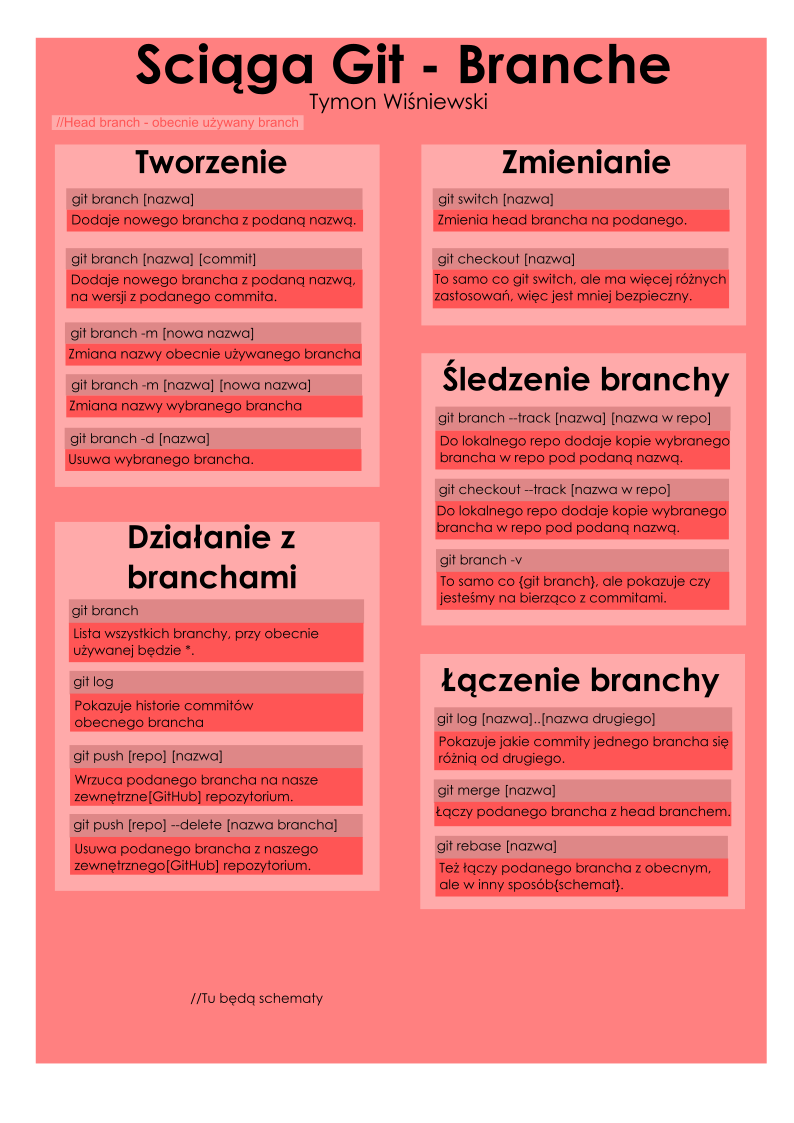 Sciąga Git - Branche
Tymon Wiśniewski
//Head branch - obecnie używany branch
Tworzenie
git branch [nazwa]
Dodaje nowego brancha z podaną nazwą.
git branch [nazwa] [commit]
Dodaje nowego brancha z podaną nazwą,
na wersji z podanego commita.
git branch -m [nowa nazwa]
Zmiana nazwy obecnie używanego brancha
git branch -m [nazwa] [nowa nazwa]
Zmiana nazwy wybranego brancha
git branch -d [nazwa]
Usuwa wybranego brancha.
Działanie z
branchami
git branch
Lista wszystkich branchy, przy obecnie
używanej będzie *.
git log
Pokazuje historie commitów
obecnego brancha
git push [repo] [nazwa]
Wrzuca podanego brancha na nasze
zewnętrzne[GitHub] repozytorium.
git push [repo] --delete [nazwa brancha]
Usuwa podanego brancha z naszego
zewnętrznego[GitHub] repozytorium.
Zmienianie
git switch [nazwa]
Zmienia head brancha na podanego.
git checkout [nazwa]
To samo co git switch, ale ma więcej różnych
zastosowań, więc jest mniej bezpieczny.
Śledzenie branchy
git branch --track [nazwa] [nazwa w repo]
Do lokalnego repo dodaje kopie wybranego
brancha w repo pod podaną nazwą.
git checkout --track [nazwa w repo]
Do lokalnego repo dodaje kopie wybranego
brancha w repo pod podaną nazwą.
git branch -v
To samo co {git branch}, ale pokazuje czy
jesteśmy na bierząco z commitami.
Łączenie branchy
git log [nazwa]..[nazwa drugiego]
Pokazuje jakie commity jednego brancha się
różnią od drugiego.
git merge [nazwa]
Łączy podanego brancha z head branchem.
git rebase [nazwa]
Też łączy podanego brancha z obecnym,
ale w inny sposób{schemat}.
//Tu będą schematy